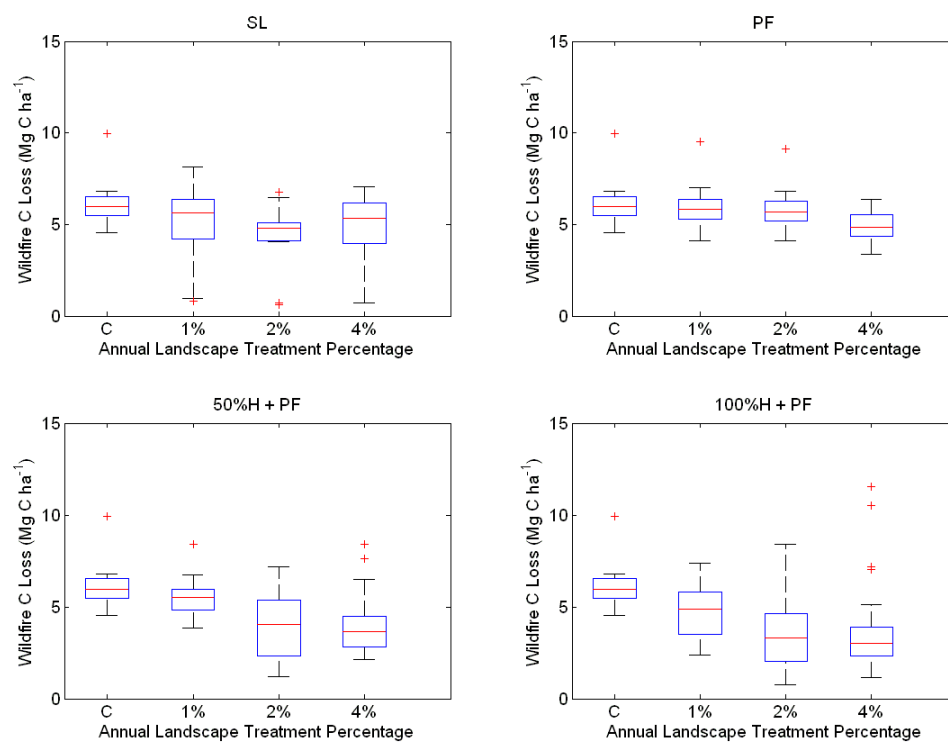 SL
Wildfire C Loss (Mg C ha⁻¹)
15
10
5
0
C 1% 2% 4%
Annual Landscape Treatment Percentage
PF
Wildfire C Loss (Mg C ha⁻¹)
15
10
5
0
C 1% 2% 4%
Annual Landscape Treatment Percentage
50%H + PF
Wildfire C Loss (Mg C ha⁻¹)
15
10
5
0
C 1% 2% 4%
Annual Landscape Treatment Percentage
100%H + PF
Wildfire C Loss (Mg C ha⁻¹)
15
10
5
0
C 1% 2% 4%
Annual Landscape Treatment Percentage